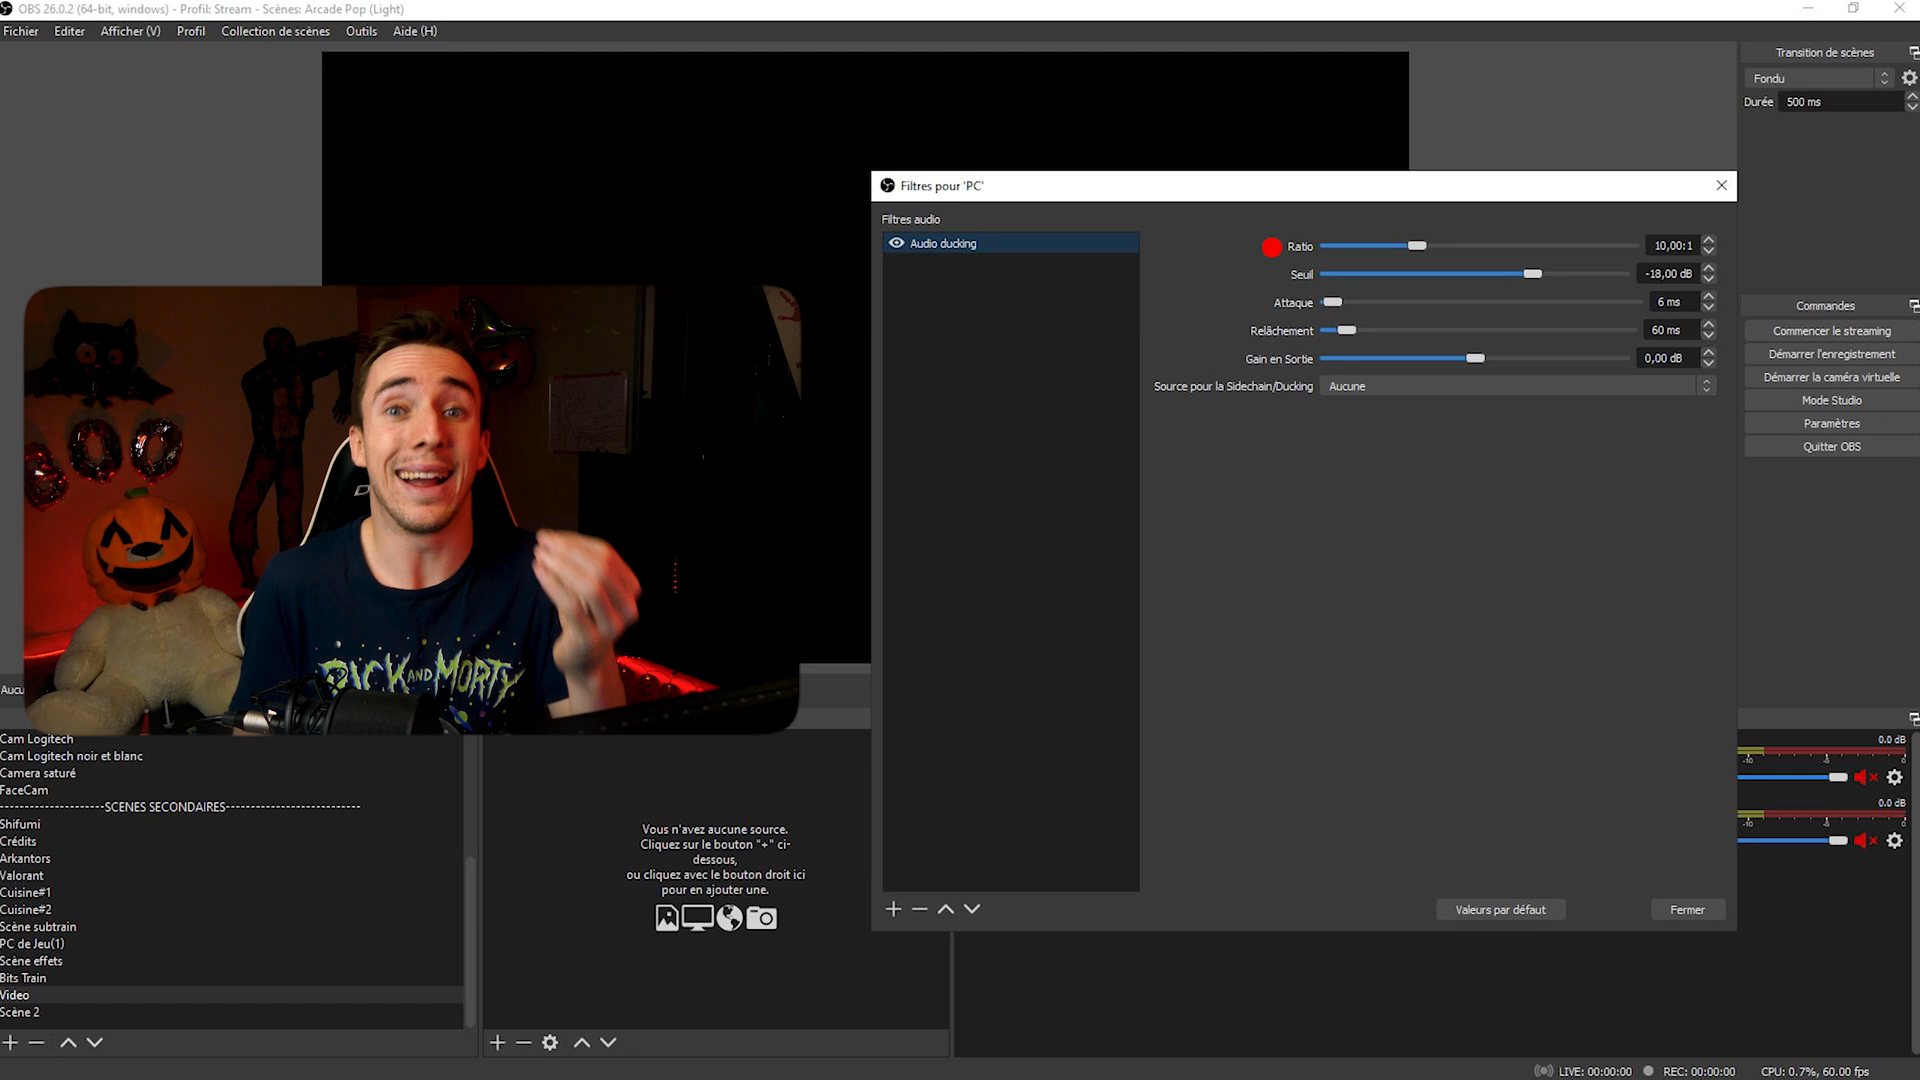 OBS 26.0.2 (64-bit, windows) - Profil: Stream - Scènes: Arcade Pop (Light)
Fichier Editer Afficher (V) Profil Collection de scènes Outils Aide (H)
Transition de scènes
Fondu
Durée 500 ms
Filtres pour 'PC'
Filtres audio
Audio ducking
Ratio 10,00:1
Seuil -18,00 dB
Attaque 6 ms
Relâchement 60 ms
Gain en Sortie 0,00 dB
Source pour la Sidechain/Ducking Aucune
Valeurs par défaut Fermer
Commandes
Commencer le streaming
Démarrer l'enregistrement
Démarrer la caméra virtuelle
Mode Studio
Paramètres
Quitter OBS
BOO
RICK AND MORTY
Aucu
Cam Logitech
Cam Logitech noir et blanc
Camera saturé
FaceCam
----------------------SCENES SECONDAIRES---------------------------
Shifumi
Crédits
Arkantors
Valorant
Cuisine#1
Cuisine#2
Scène subtrain
PC de Jeu(1)
Scène effets
Bits Train
Video
Scène 2
Vous n'avez aucune source.
Cliquez sur le bouton "+" ci-
dessous,
ou cliquez avec le bouton droit ici
pour en ajouter une.
0.0 dB
-10 -5 0
0.0 dB
-10 -5 0
LIVE: 00:00:00 REC: 00:00:00 CPU: 0.7%, 60.00 fps